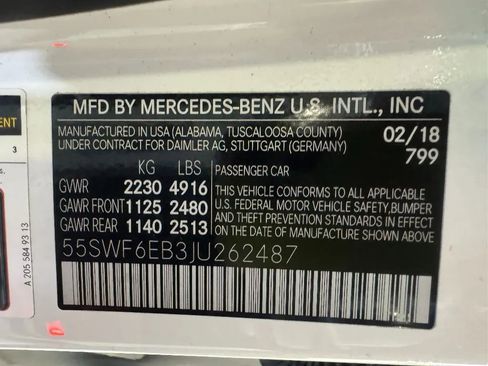 MFD BY MERCEDES-BENZ U.S. INTL., INC
MANUFACTURED IN USA (ALABAMA, TUSCALOOSA COUNTY)
UNDER CONTRACT FOR DAIMLER AG, STUTTGART (GERMANY)
02/18
799
KG LBS
PASSENGER CAR
GVWR 2230 4916
GAWR FRONT 1125 2480
GAWR REAR 1140 2513
THIS VEHICLE CONFORMS TO ALL APPLICABLE
U.S. FEDERAL MOTOR VEHICLE SAFETY, BUMPER
AND THEFT PREVENTION STANDARDS IN EFFECT
ON THE DATE OF MANUFACTURE SHOWN ABOVE.
55SWF6EB3JU262487
A 205 584 93 13
ENT
3
s.